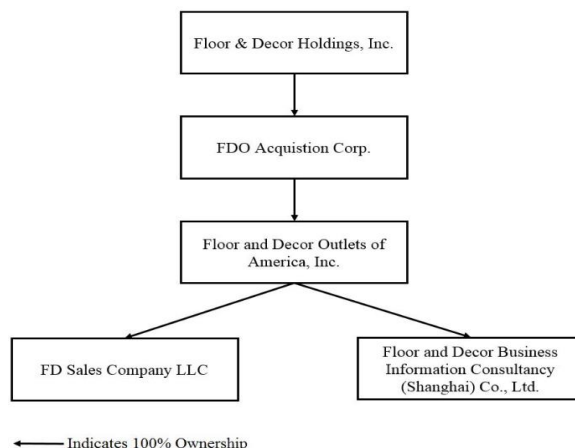 Floor & Decor Holdings, Inc.
FDO Acquistion Corp.
Floor and Decor Outlets of
America, Inc.
FD Sales Company LLC
Floor and Decor Business
Information Consultancy
(Shanghai) Co., Ltd.
Indicates 100% Ownership